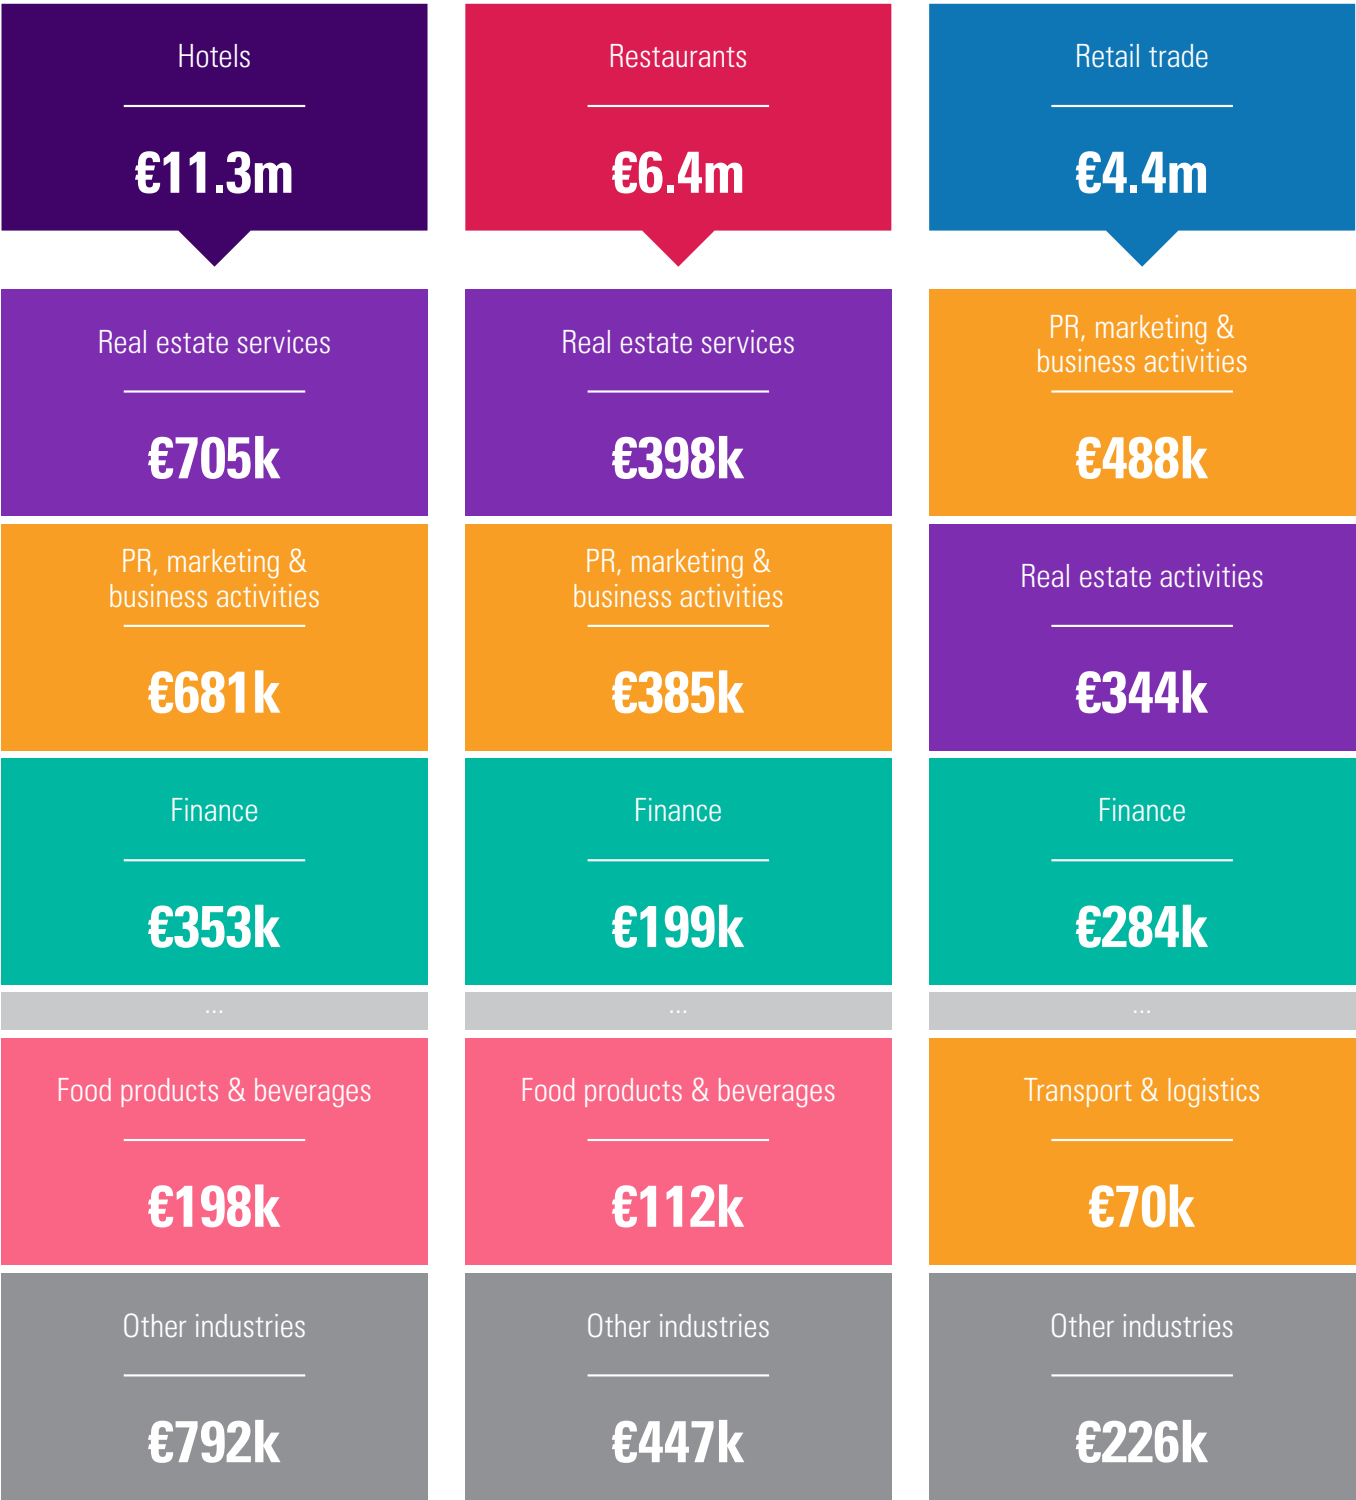 Hotels
€11.3m
Real estate services
€705k
PR, marketing &
business activities
€681k
Finance
€353k
...
Food products & beverages
€198k
Other industries
€792k
Restaurants
€6.4m
Real estate services
€398k
PR, marketing &
business activities
€385k
Finance
€199k
...
Food products & beverages
€112k
Other industries
€447k
Retail trade
€4.4m
PR, marketing &
business activities
€488k
Real estate activities
€344k
Finance
€284k
...
Transport & logistics
€70k
Other industries
€226k